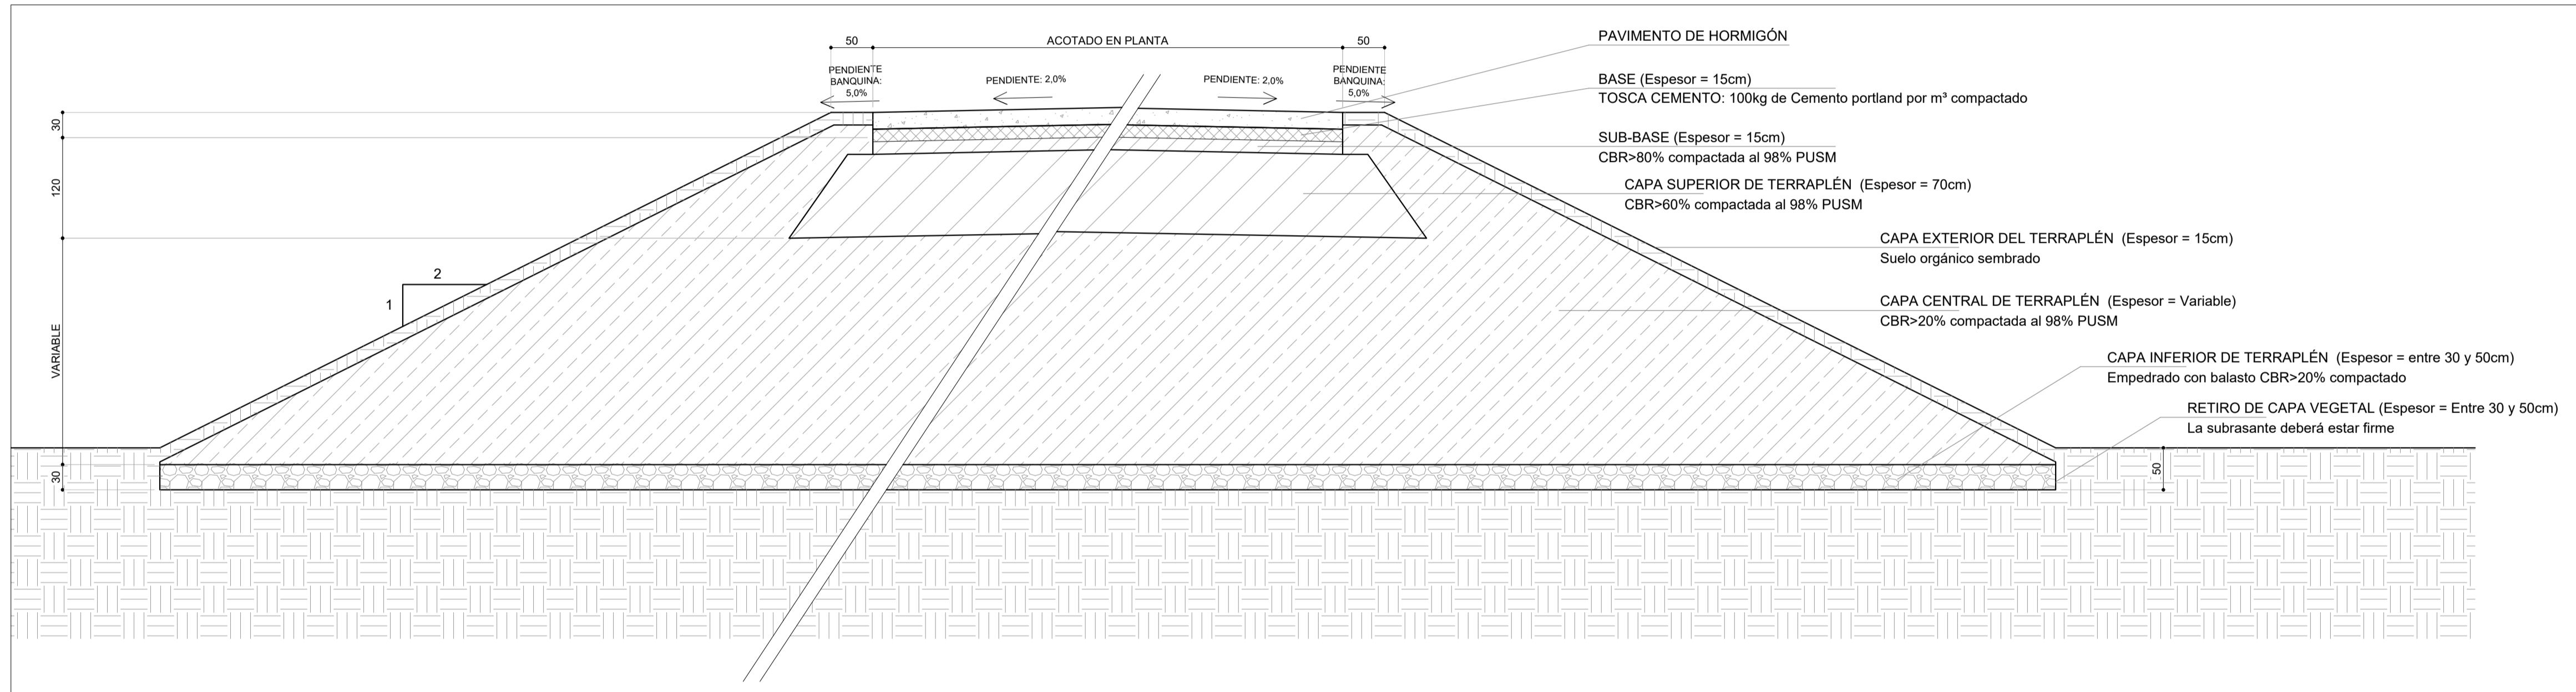 50
ACOTADO EN PLANTA
50
PENDIENTE
BANQUINA:
5,0%
PENDIENTE: 2,0%
PENDIENTE: 2,0%
PENDIENTE
BANQUINA:
5,0%
PAVIMENTO DE HORMIGÓN
BASE (Espesor = 15cm)
TOSCA CEMENTO: 100kg de Cemento portland por m³ compactado
SUB-BASE (Espesor = 15cm)
CBR>80% compactada al 98% PUSM
CAPA SUPERIOR DE TERRAPLÉN (Espesor = 70cm)
CBR>60% compactada al 98% PUSM
CAPA EXTERIOR DEL TERRAPLÉN (Espesor = 15cm)
Suelo orgánico sembrado
CAPA CENTRAL DE TERRAPLÉN (Espesor = Variable)
CBR>20% compactada al 98% PUSM
CAPA INFERIOR DE TERRAPLÉN (Espesor = entre 30 y 50cm)
Empedrado con balasto CBR>20% compactado
RETIRO DE CAPA VEGETAL (Espesor = Entre 30 y 50cm)
La subrasante deberá estar firme
30
120
VARIABLE
30
2
1
50